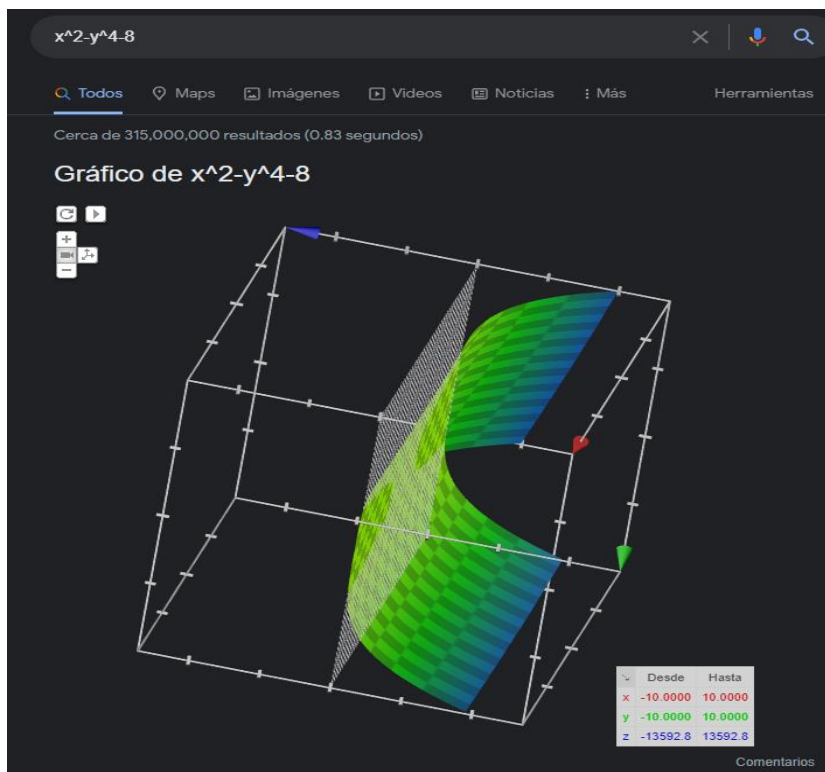 x^2-y^4-8
Todos Maps Imágenes Videos Noticias Más Herramientas
Cerca de 315,000,000 resultados (0.83 segundos)
Gráfico de x^2-y^4-8
Desde Hasta
x -10.0000 10.0000
y -10.0000 10.0000
z -13592.8 13592.8
Comentarios